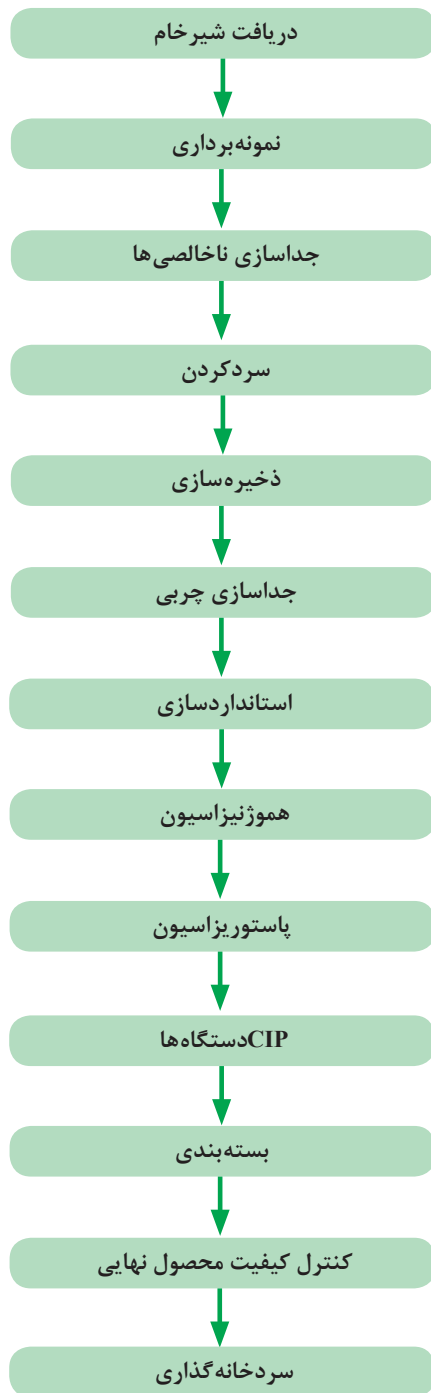 دریافت شیرخام
نمونه‌برداری
جداسازی ناخالصی‌ها
سردکردن
ذخیره‌سازی
جداسازی چربی
استانداردسازی
هموژنیزاسیون
پاستوریزاسیون
CIPدستگاه‌ها
بسته‌بندی
کنترل کیفیت محصول نهایی
سردخانه‌گذاری